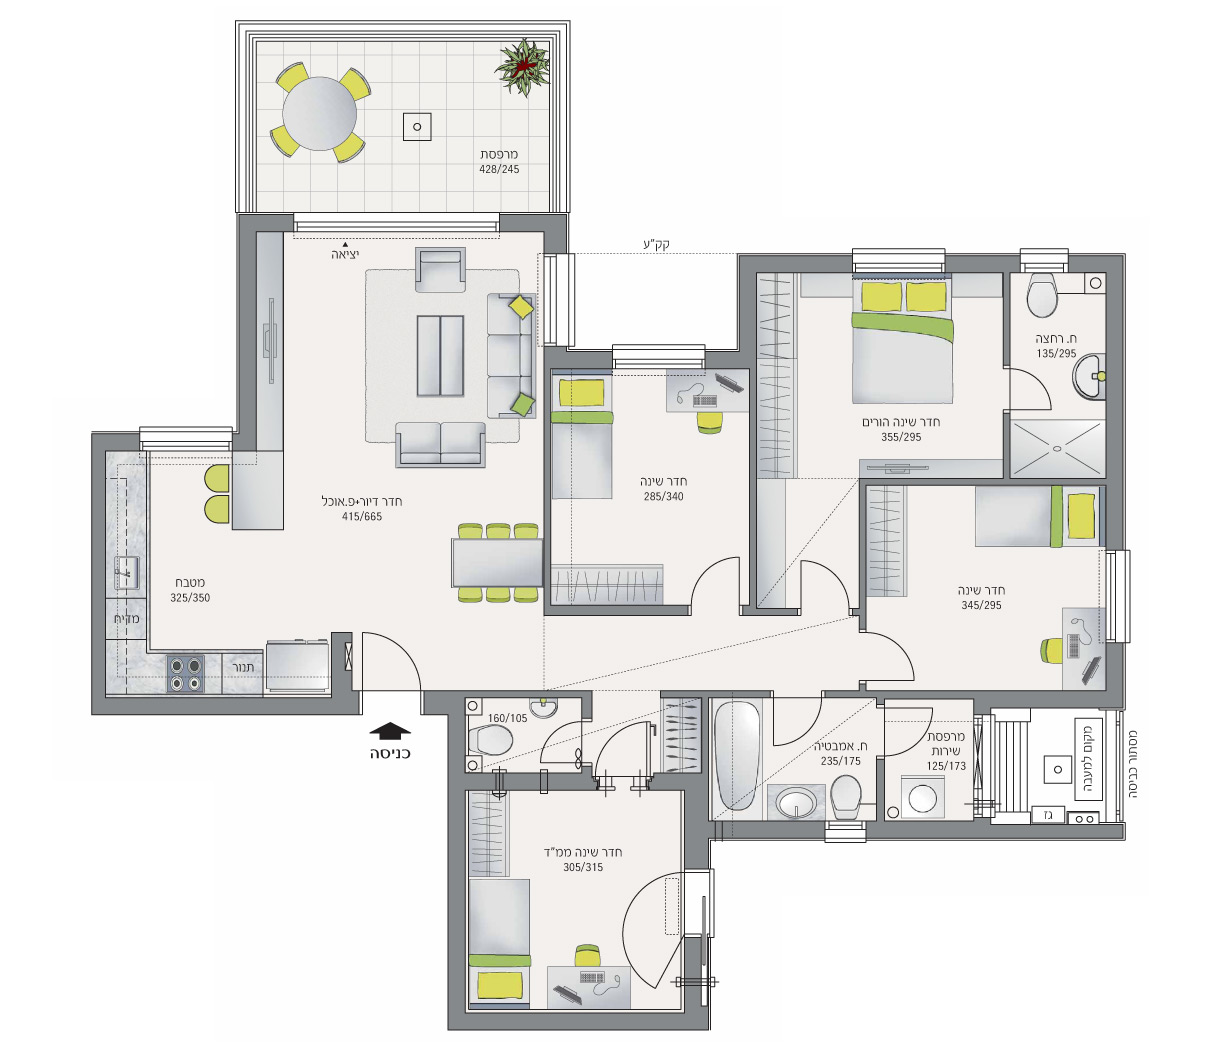 מרפסת
428/245
יציאה
קק"ע
ח. רחצה
135/295
חדר שינה הורים
355/295
חדר שינה
285/340
חדר דיור+פ.אוכל
415/665
מטבח
325/350
מדיח
תנור
חדר שינה
345/295
כניסה
160/105
ח. אמבטיה
235/175
מרפסת
שירות
125/173
מקום למעבה
גז
מסתור כביסה
חדר שינה ממ"ד
305/315